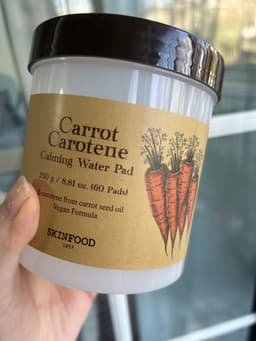 Carrot
Carotene
Calming Water Pad
250 g / 8.81 oz. (60 Pads)
carotene from carrot seed oil
Vegan Formula
SKINFOOD
1957